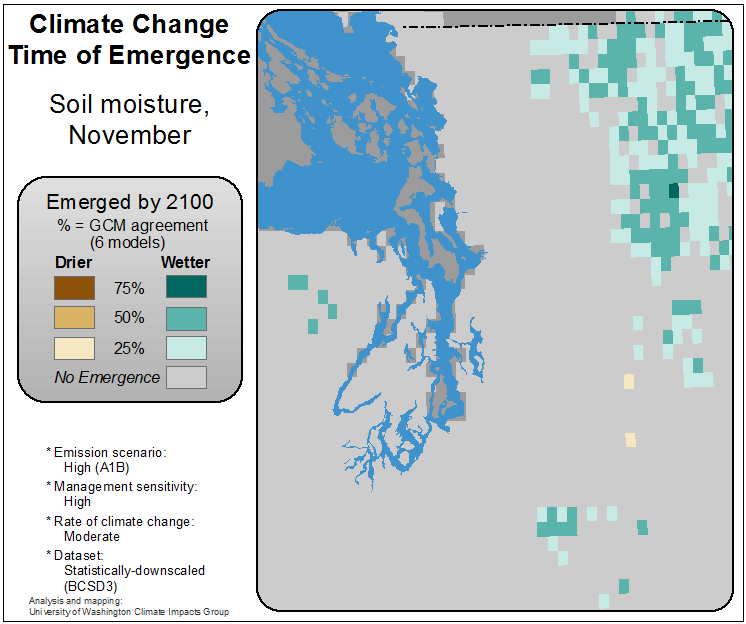 Climate Change
Time of Emergence
Soil moisture,
November
Emerged by 2100
% = GCM agreement
(6 models)
Drier Wetter
75%
50%
25%
No Emergence
* Emission scenario:
High (A1B)
* Management sensitivity:
High
* Rate of climate change:
Moderate
* Dataset:
Statistically-downscaled
(BCSD3)
Analysis and mapping:
University of Washington Climate Impacts Group